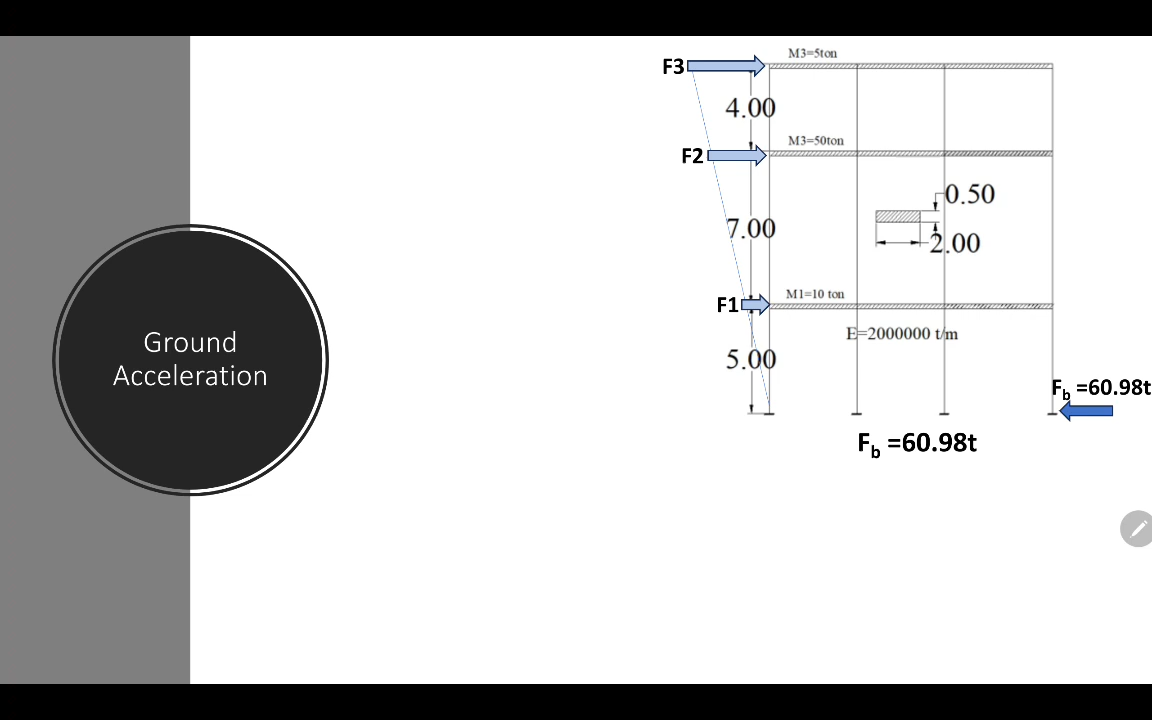 Ground
Acceleration
M3=5ton
F3
4.00
M3=50ton
F2
0.50
7.00
2.00
M1=10 ton
F1
E=2000000 t/m
5.00
Fb =60.98t
Fb =60.98t